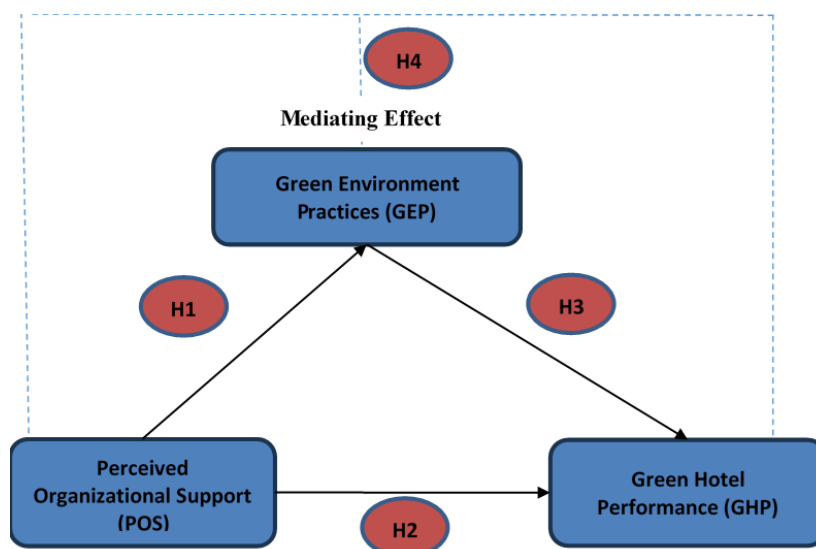 H4
Mediating Effect
Green Environment
Practices (GEP)
H1
H3
Perceived
Organizational Support
(POS)
Green Hotel
Performance (GHP)
H2